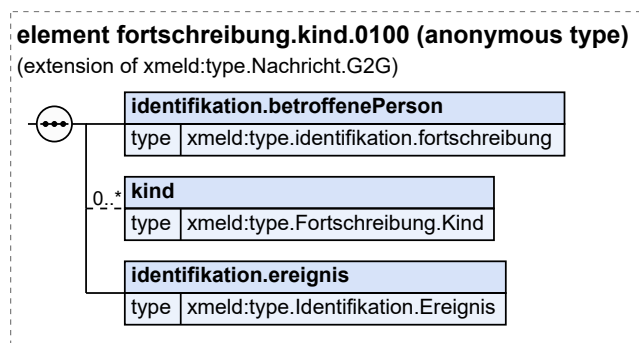 element fortschreibung.kind.0100 (anonymous type)
(extension of xmeld:type.Nachricht.G2G)
identifikation.betroffenePerson
type xmeld:type.identifikation.fortschreibung
0..* kind
type xmeld:type.Fortschreibung.Kind
identifikation.ereignis
type xmeld:type.Identifikation.Ereignis